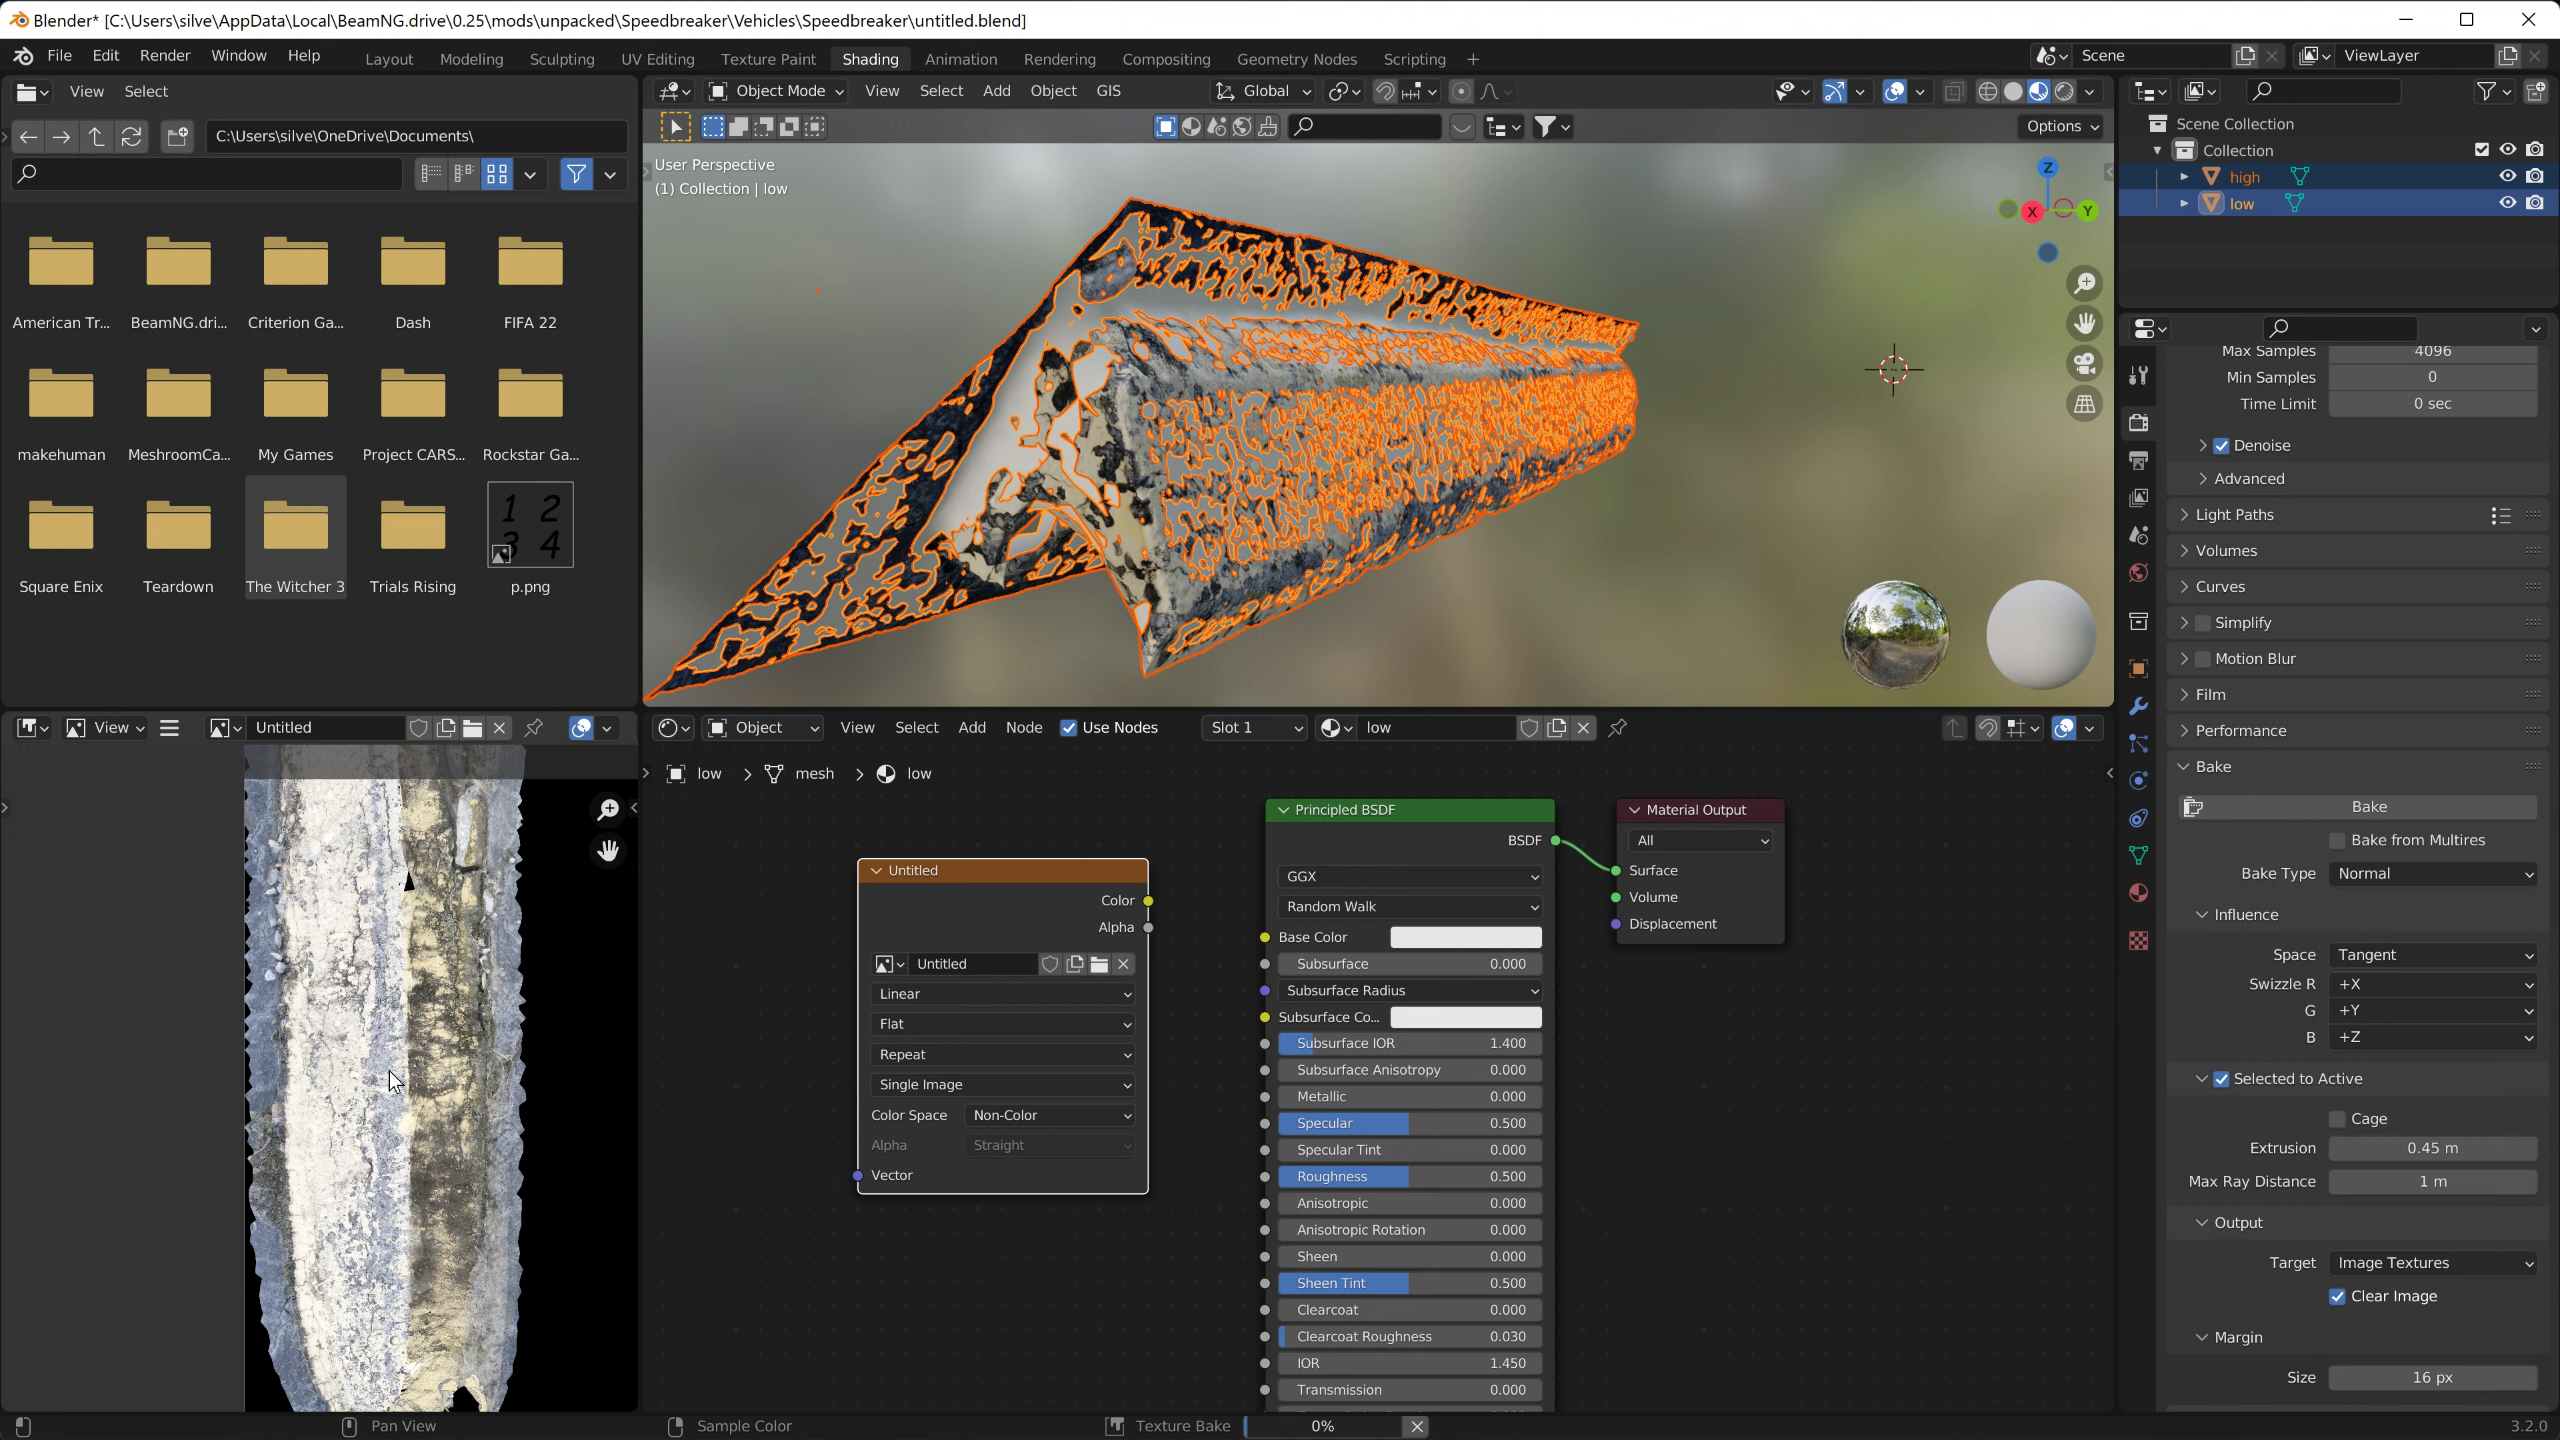 Blender* [C:\Users\silve\AppData\Local\BeamNG.drive\0.25\mods\unpacked\Speedbreaker\Vehicles\Speedbreaker\untitled.blend]
File Edit Render Window Help Layout Modeling Sculpting UV Editing Texture Paint Shading Animation Rendering Compositing Geometry Nodes Scripting + Scene ViewLayer
View Select
C:\Users\silve\OneDrive\Documents\
American Tr... BeamNG.dri... Criterion Ga... Dash FIFA 22
makehuman MeshroomCa... My Games Project CARS... Rockstar Ga...
1 2
3 4
Square Enix Teardown The Witcher 3 Trials Rising p.png
Object Mode View Select Add Object GIS Global
Options
User Perspective
(1) Collection | low
Z
X Y
Scene Collection
Collection
high
low
Max Samples 4096
Min Samples 0
Time Limit 0 sec
Denoise
Advanced
Light Paths
Volumes
Curves
Simplify
Motion Blur
Film
Performance
Bake
Bake
Bake from Multires
Bake Type Normal
Influence
Space Tangent
Swizzle R +X
G +Y
B +Z
Selected to Active
Cage
Extrusion 0.45 m
Max Ray Distance 1 m
Output
Target Image Textures
Clear Image
Margin
Size 16 px
View Untitled
Object View Select Add Node Use Nodes Slot 1 low
low mesh low
Untitled
Color
Alpha
Untitled
Linear
Flat
Repeat
Single Image
Color Space Non-Color
Alpha Straight
Vector
Principled BSDF
BSDF
GGX
Random Walk
Base Color
Subsurface 0.000
Subsurface Radius
Subsurface Co...
Subsurface IOR 1.400
Subsurface Anisotropy 0.000
Metallic 0.000
Specular 0.500
Specular Tint 0.000
Roughness 0.500
Anisotropic 0.000
Anisotropic Rotation 0.000
Sheen 0.000
Sheen Tint 0.500
Clearcoat 0.000
Clearcoat Roughness 0.030
IOR 1.450
Transmission 0.000
Material Output
All
Surface
Volume
Displacement
Pan View Sample Color Texture Bake 0% 3.2.0